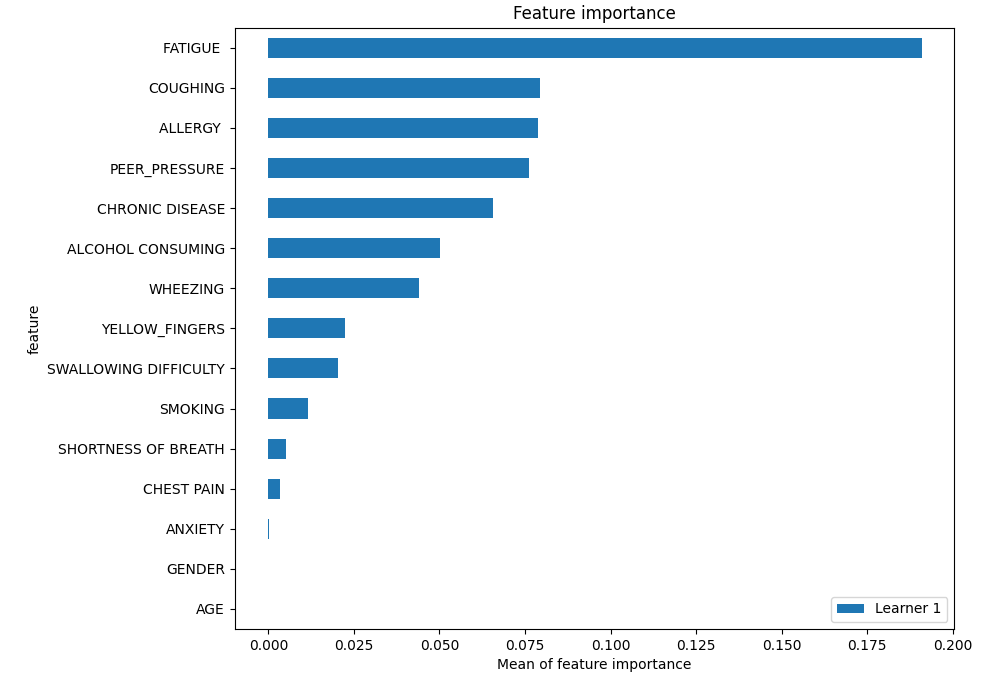 Feature importance
FATIGUE
COUGHING
ALLERGY
PEER_PRESSURE
CHRONIC DISEASE
ALCOHOL CONSUMING
WHEEZING
YELLOW_FINGERS
SWALLOWING DIFFICULTY
SMOKING
SHORTNESS OF BREATH
CHEST PAIN
ANXIETY
GENDER
AGE
feature
Learner 1
0.000 0.025 0.050 0.075 0.100 0.125 0.150 0.175 0.200
Mean of feature importance